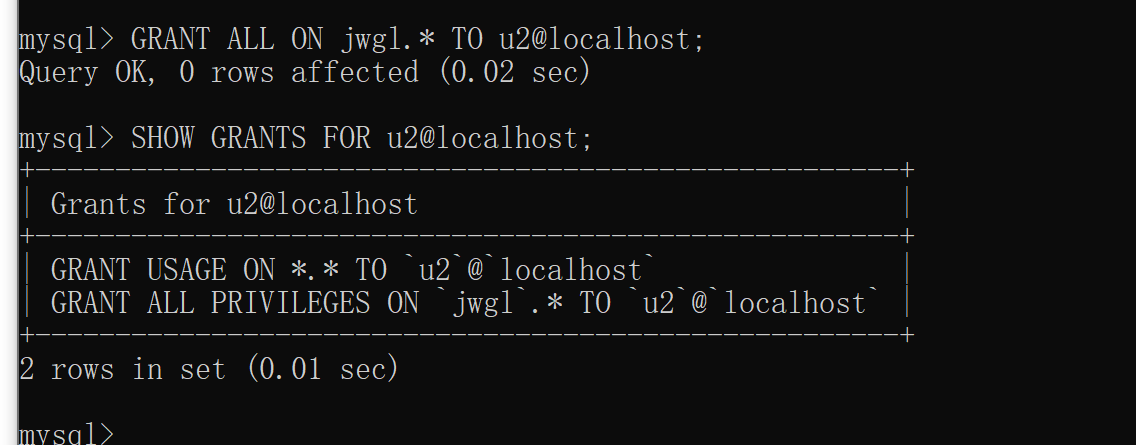 mysql> GRANT ALL ON jwgl.* TO u2@localhost;
Query OK, 0 rows affected (0.02 sec)
mysql> SHOW GRANTS FOR u2@localhost;
+------------------------------------------------------+
| Grants for u2@localhost                              |
+------------------------------------------------------+
| GRANT USAGE ON *.* TO `u2`@`localhost`               |
| GRANT ALL PRIVILEGES ON `jwgl`.* TO `u2`@`localhost` |
+------------------------------------------------------+
2 rows in set (0.01 sec)
mysql>